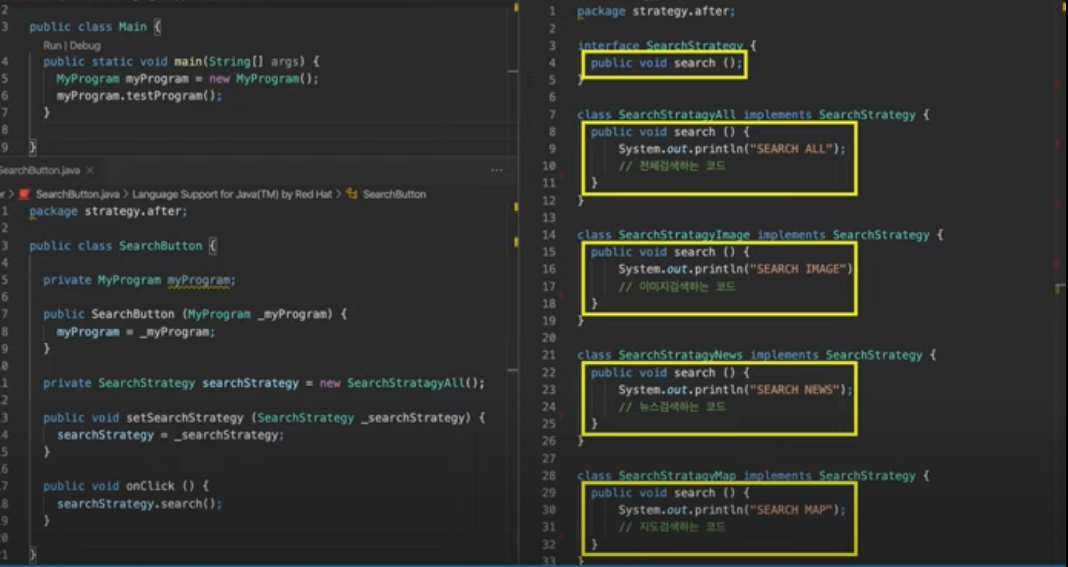 2
3 public class Main {
Run | Debug
4 public static void main(String[] args) {
5 MyProgram myProgram = new MyProgram();
6 myProgram.testProgram();
7 }
8
9 }
SearchButton.java ×
...
SearchButton.java > Language Support for Java(TM) by Red Hat > SearchButton
1 package strategy.after;
2
3 public class SearchButton {
4
5 private MyProgram myProgram;
6
7 public SearchButton (MyProgram _myProgram) {
8 myProgram = _myProgram;
9 }
0
1 private SearchStrategy searchStrategy = new SearchStratagyAll();
2
3 public void setSearchStrategy (SearchStrategy _searchStrategy) {
4 searchStrategy = _searchStrategy;
5 }
6
7 public void onClick () {
8 searchStrategy.search();
9 }
0
21 }
1 package strategy.after;
2
3 interface SearchStrategy {
4 public void search ();
5 }
6
7 class SearchStratagyAll implements SearchStrategy {
8 public void search () {
9 System.out.println("SEARCH ALL");
10 // 전체검색하는 코드
11 }
12 }
13
14 class SearchStratagyImage implements SearchStrategy {
15 public void search () {
16 System.out.println("SEARCH IMAGE")
17 // 이미지검색하는 코드
18 }
19 }
20
21 class SearchStratagyNews implements SearchStrategy {
22 public void search () {
23 System.out.println("SEARCH NEWS");
24 // 뉴스검색하는 코드
25 }
26 }
27
28 class SearchStratagyMap implements SearchStrategy {
29 public void search () {
30 System.out.println("SEARCH MAP");
31 // 지도검색하는 코드
32 }
33 }